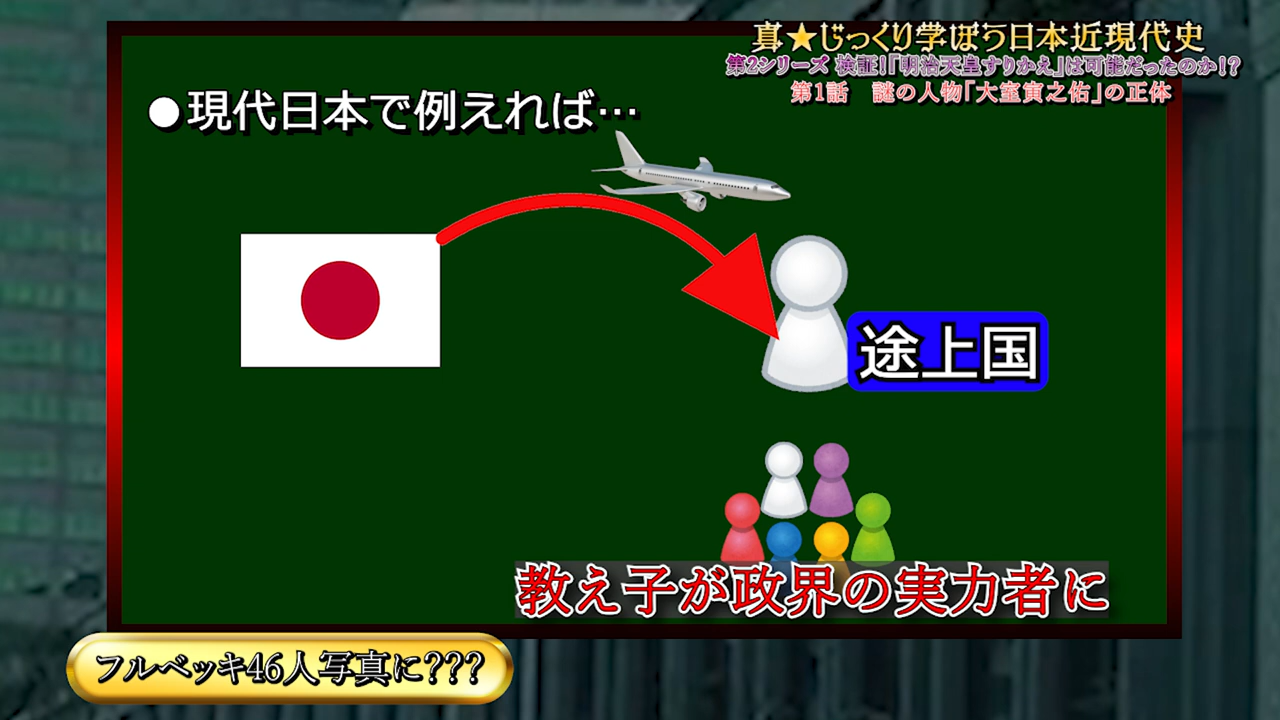 真★じっくり学ぼう日本近現代史
第2シリーズ 検証!『明治天皇すりかえ』は可能だったのか!?
第1話 謎の人物「大室寅之佑」の正体
●現代日本で例えれば…
途上国
教え子が政界の実力者に
フルベッキ46人写真に???